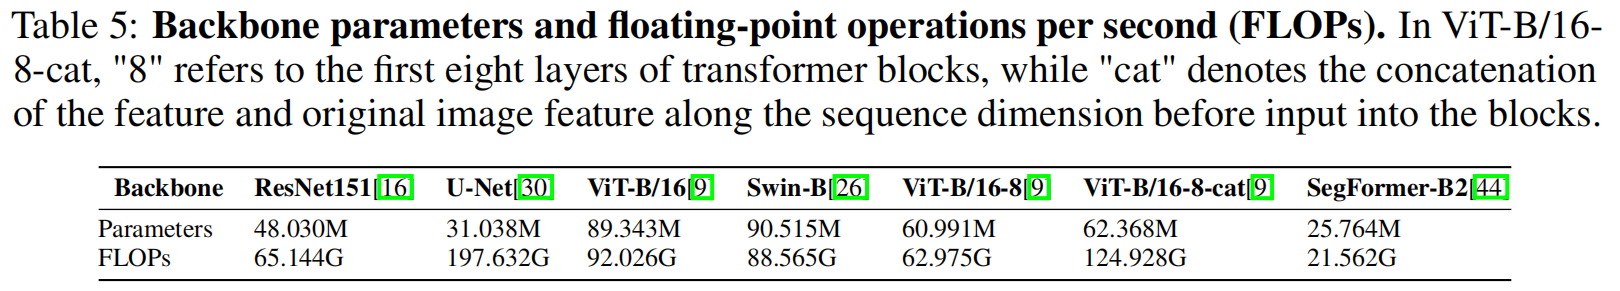 Table 5: Backbone parameters and floating-point operations per second (FLOPs). In ViT-B/16-
8-cat, "8" refers to the first eight layers of transformer blocks, while "cat" denotes the concatenation
of the feature and original image feature along the sequence dimension before input into the blocks.
Backbone ResNet151[16] U-Net[30] ViT-B/16[9] Swin-B[26] ViT-B/16-8[9] ViT-B/16-8-cat[9] SegFormer-B2[44]
Parameters 48.030M 31.038M 89.343M 90.515M 60.991M 62.368M 25.764M
FLOPs 65.144G 197.632G 92.026G 88.565G 62.975G 124.928G 21.562G